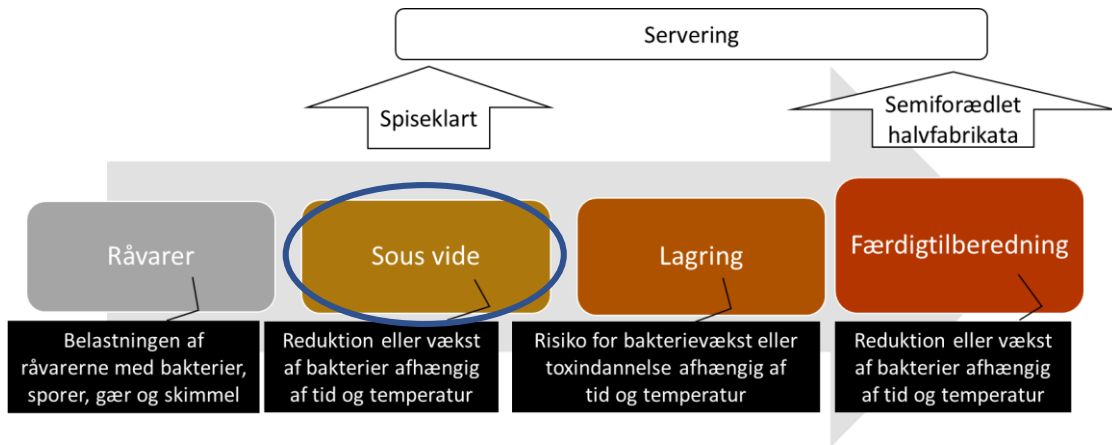 Servering
Spiseklart
Semiforædlet
halvfabrikata
Råvarer
Sous vide
Lagring
Færdigtilberedning
Belastningen af
råvarerne med bakterier,
sporer, gær og skimmel
Reduktion eller vækst
af bakterier afhængig
af tid og temperatur
Risiko for bakterievækst eller
toxindannelse afhængig af
tid og temperatur
Reduktion eller vækst
af bakterier afhængig
af tid og temperatur